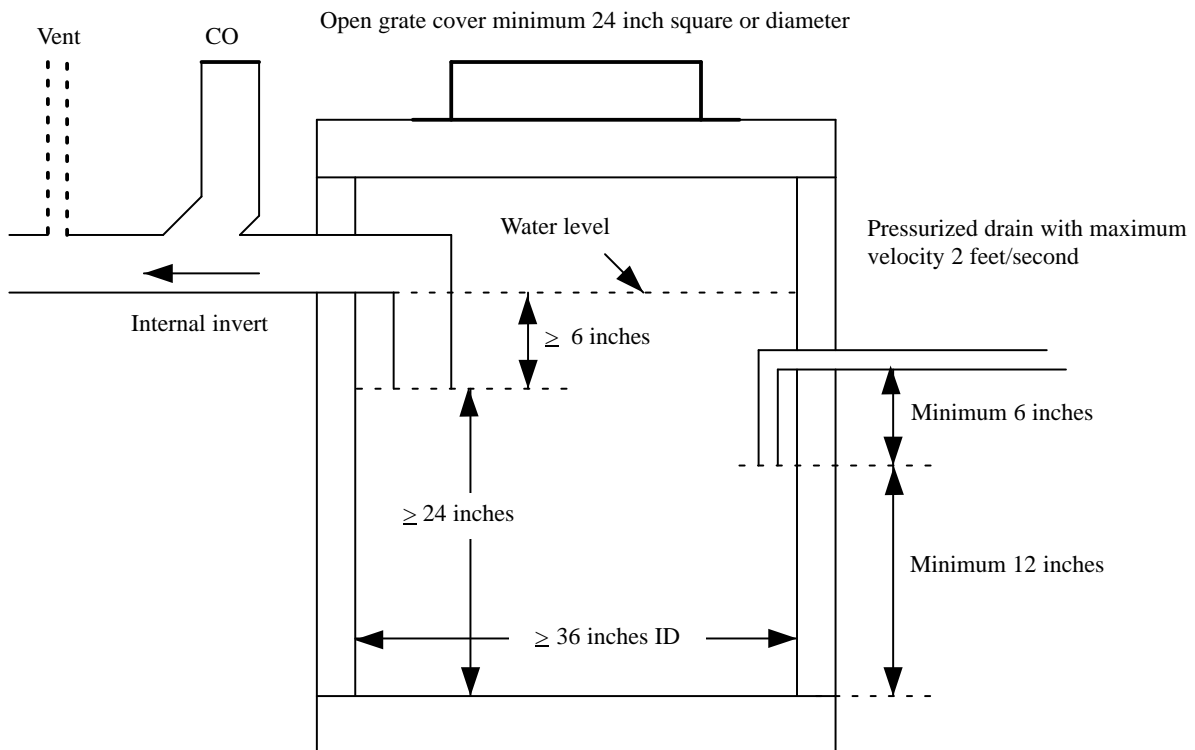 Open grate cover minimum 24 inch square or diameter
Vent
CO
Water level
Pressurized drain with maximum
velocity 2 feet/second
Internal invert
≥ 6 inches
Minimum 6 inches
≥ 24 inches
Minimum 12 inches
≥ 36 inches ID